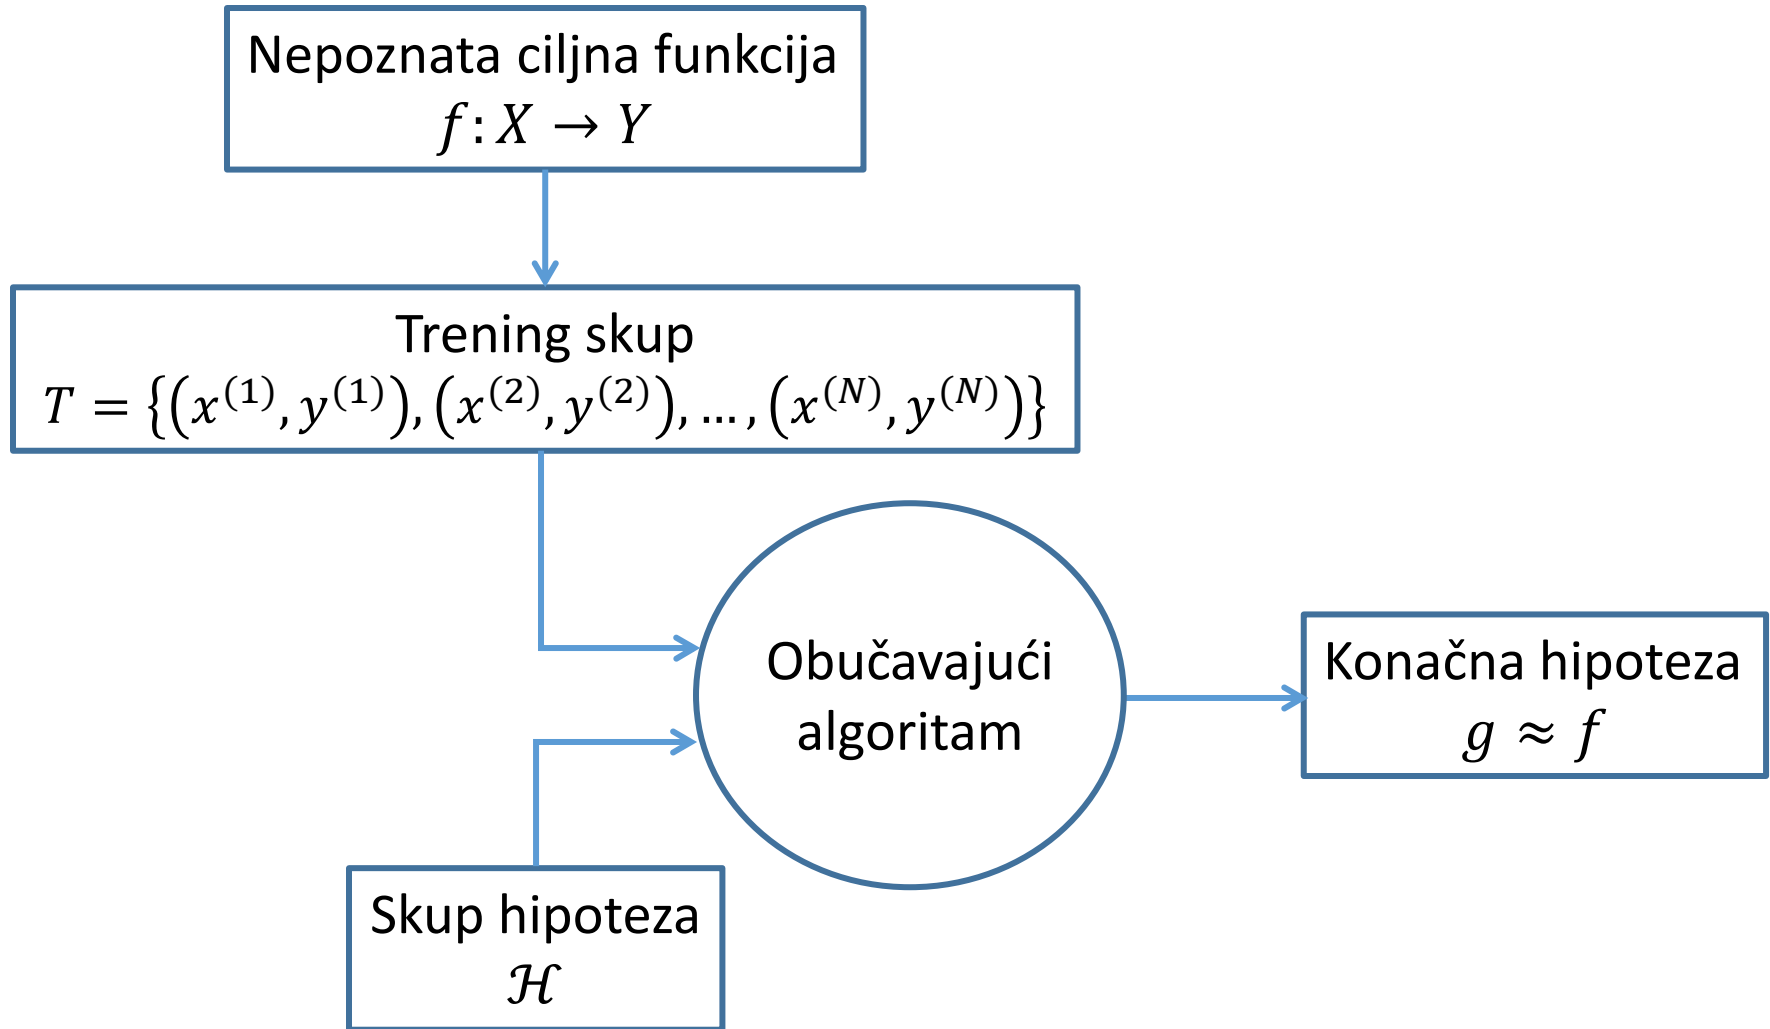 Nepoznata ciljna funkcija
f: X → Y
Trening skup
T = {(x⁽¹⁾, y⁽¹⁾), (x⁽²⁾, y⁽²⁾), … , (x⁽ᴺ⁾, y⁽ᴺ⁾)}
Obučavajući
algoritam
Konačna hipoteza
g ≈ f
Skup hipoteza
ℋ